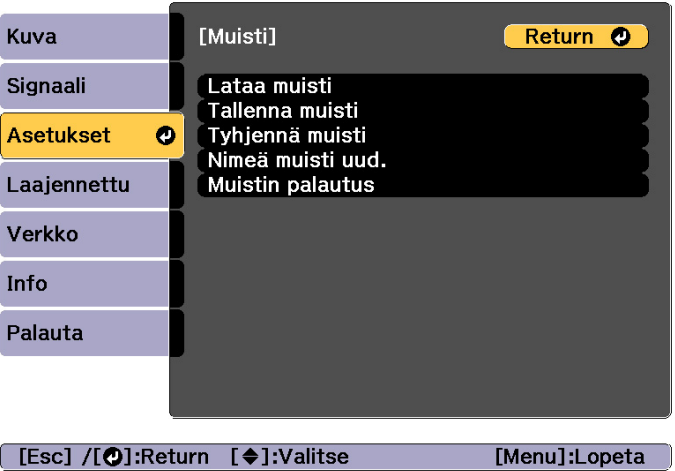 Kuva
Signaali
Asetukset
Laajennettu
Verkko
Info
Palauta
[Muisti]
Return
Lataa muisti
Tallenna muisti
Tyhjennä muisti
Nimeä muisti uud.
Muistin palautus
[Esc] /[⏎]:Return [◆]:Valitse [Menu]:Lopeta